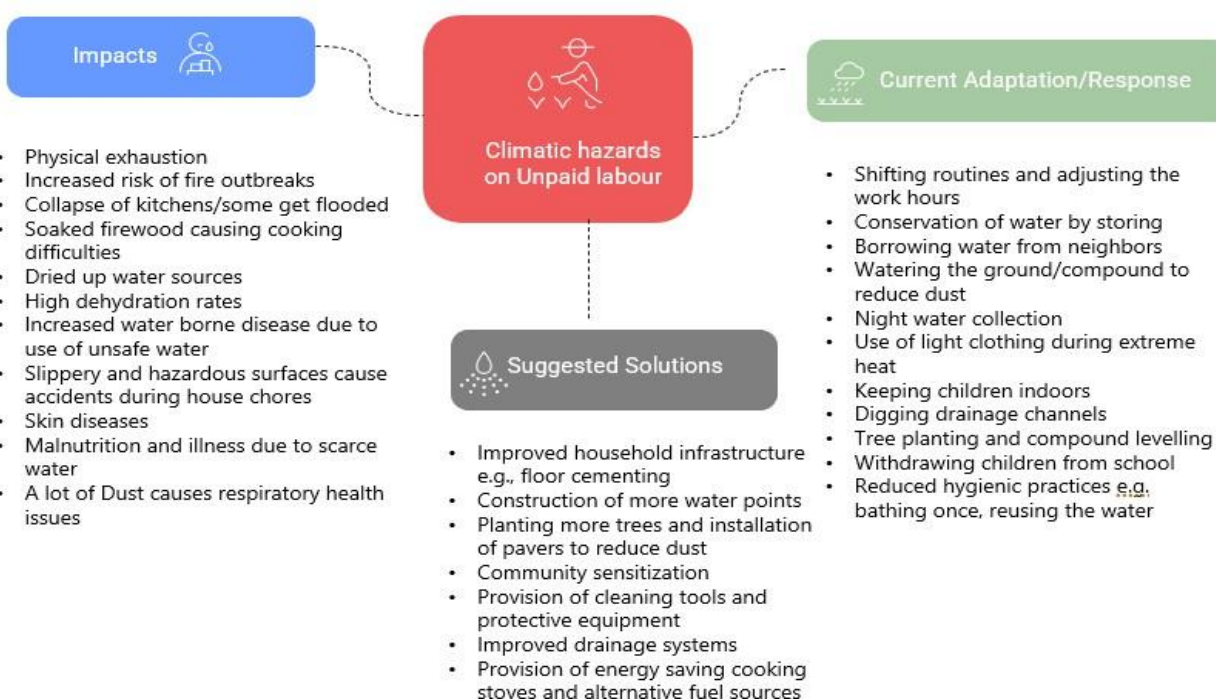 Impacts
Climatic hazards
on Unpaid labour
Current Adaptation/Response
• Physical exhaustion
• Increased risk of fire outbreaks
• Collapse of kitchens/some get flooded
• Soaked firewood causing cooking
difficulties
• Dried up water sources
• High dehydration rates
• Increased water borne disease due to
use of unsafe water
• Slippery and hazardous surfaces cause
accidents during house chores
• Skin diseases
• Malnutrition and illness due to scarce
water
• A lot of Dust causes respiratory health
issues
Suggested Solutions
• Improved household infrastructure
e.g., floor cementing
• Construction of more water points
• Planting more trees and installation
of pavers to reduce dust
• Community sensitization
• Provision of cleaning tools and
protective equipment
• Improved drainage systems
• Provision of energy saving cooking
stoves and alternative fuel sources
• Shifting routines and adjusting the
work hours
• Conservation of water by storing
• Borrowing water from neighbors
• Watering the ground/compound to
reduce dust
• Night water collection
• Use of light clothing during extreme
heat
• Keeping children indoors
• Digging drainage channels
• Tree planting and compound levelling
• Withdrawing children from school
• Reduced hygienic practices e.g.
bathing once, reusing the water